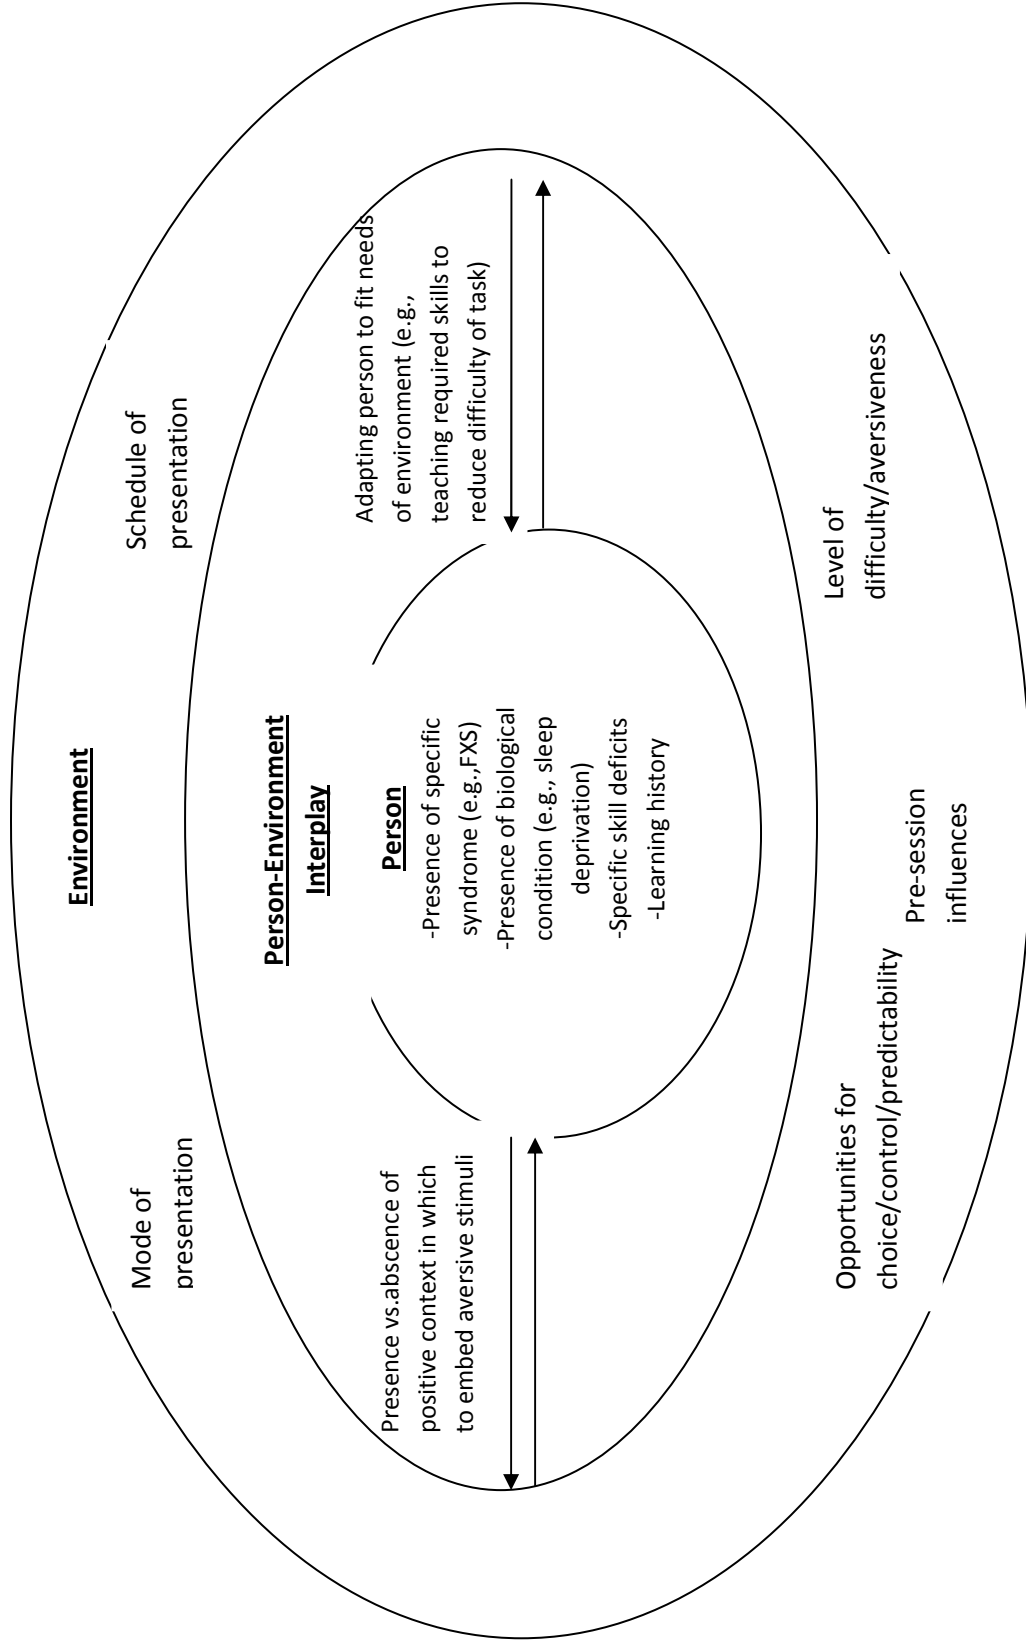 Environment
Mode of
presentation
Schedule of
presentation
Person-Environment
Interplay
Presence vs.abscence of
positive context in which
to embed aversive stimuli
Person
-Presence of specific
syndrome (e.g.,FXS)
-Presence of biological
condition (e.g., sleep
deprivation)
-Specific skill deficits
-Learning history
Adapting person to fit needs
of environment (e.g.,
teaching required skills to
reduce difficulty of task)
Opportunities for
choice/control/predictability
Pre-session
influences
Level of
difficulty/aversiveness